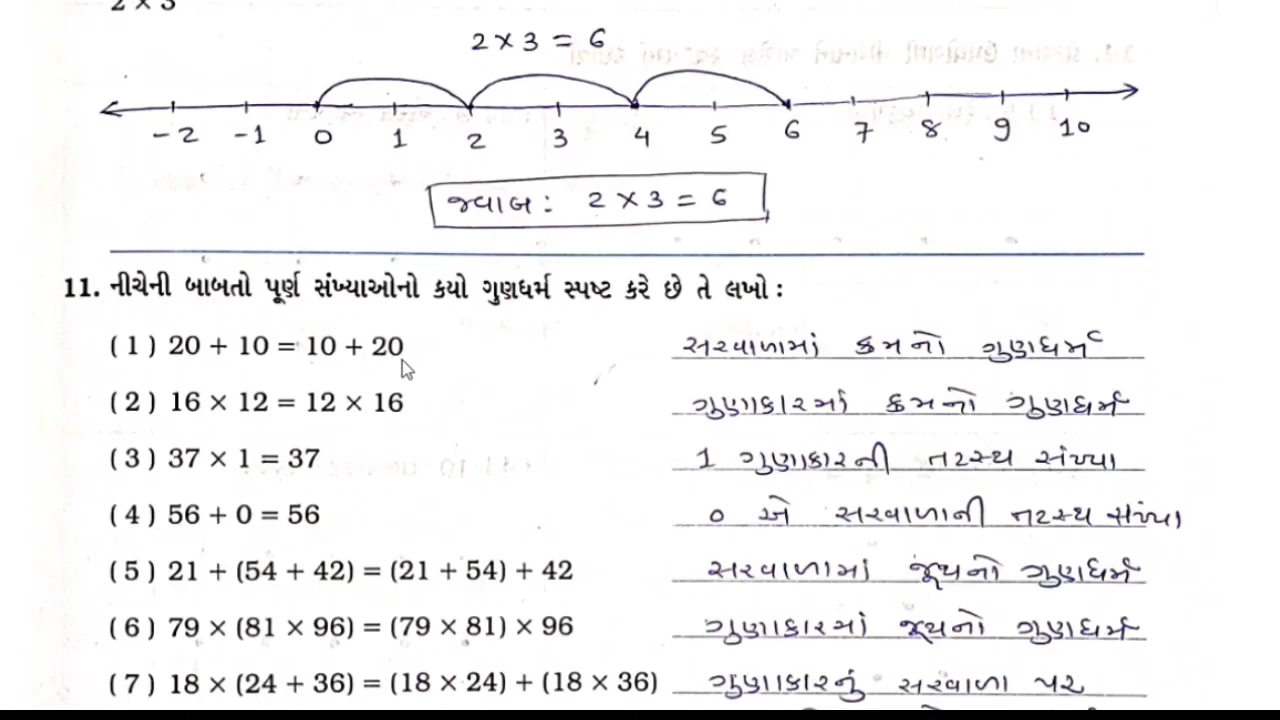 2 × 3
2 × 3 = 6
-2 -1 0 1 2 3 4 5 6 7 8 9 10
જવાબ : 2 × 3 = 6
11. નીચેની બાબતો પૂર્ણ સંખ્યાઓનો કયો ગુણધર્મ સ્પષ્ટ કરે છે તે લખો :
( 1 ) 20 + 10 = 10 + 20 સરવાળામાં ક્રમનો ગુણધર્મ
( 2 ) 16 × 12 = 12 × 16 ગુણાકારમાં ક્રમનો ગુણધર્મ
( 3 ) 37 × 1 = 37 1 ગુણાકારની તટસ્થ સંખ્યા
( 4 ) 56 + 0 = 56 0 એ સરવાળાની તટસ્થ સંખ્યા
( 5 ) 21 + (54 + 42) = (21 + 54) + 42 સરવાળામાં જૂથનો ગુણધર્મ
( 6 ) 79 × (81 × 96) = (79 × 81) × 96 ગુણાકારમાં જૂથનો ગુણધર્મ
( 7 ) 18 × (24 + 36) = (18 × 24) + (18 × 36) ગુણાકારનું સરવાળા પર